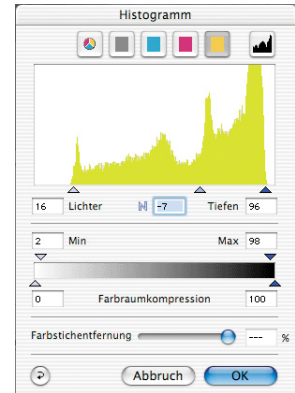 Histogramm
16 Lichter -7 Tiefen 96
2 Min Max 98
0 Farbraumkompression 100
Farbstichentfernung --- %
Abbruch OK